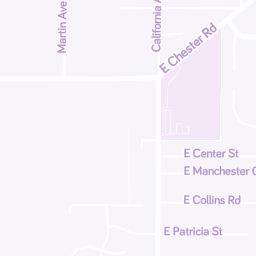 Martin Ave
California A
E Chester Rd
E Center St
E Manchester C
E Collins Rd
E Patricia St